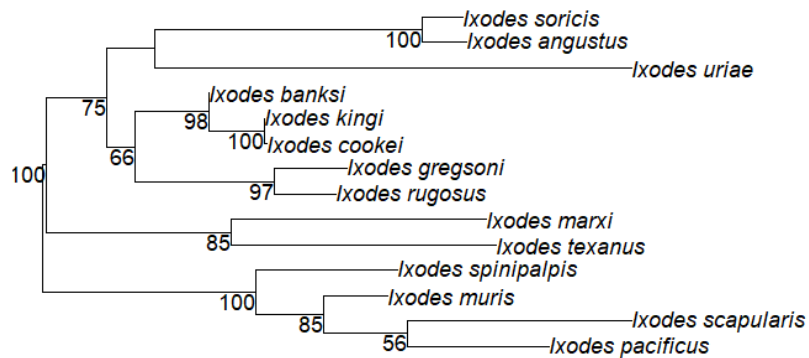 Ixodes soricis
100
Ixodes angustus
Ixodes uriae
75
Ixodes banksi
98
Ixodes kingi
100
Ixodes cookei
66
Ixodes gregsoni
97
Ixodes rugosus
100
Ixodes marxi
85
Ixodes texanus
Ixodes spinipalpis
100
Ixodes muris
85
Ixodes scapularis
56
Ixodes pacificus